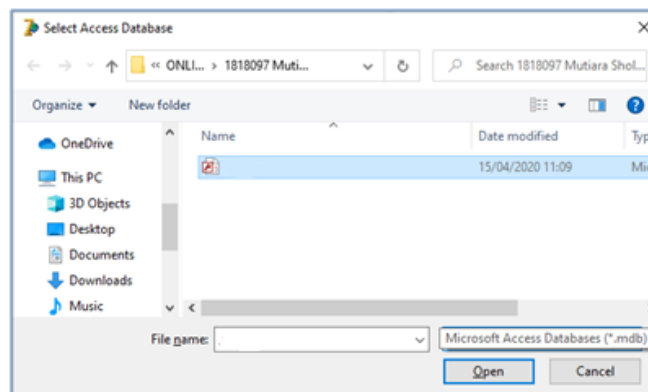 Select Access Database
« ONLI... > 1818097 Muti...
Search 1818097 Mutiara Shol...
Organize
New folder
Name
Date modified
Typ
OneDrive
This PC
3D Objects
Desktop
Documents
Downloads
Music
15/04/2020 11:09
Mi
File name:
Microsoft Access Databases (*.mdb)
Open
Cancel